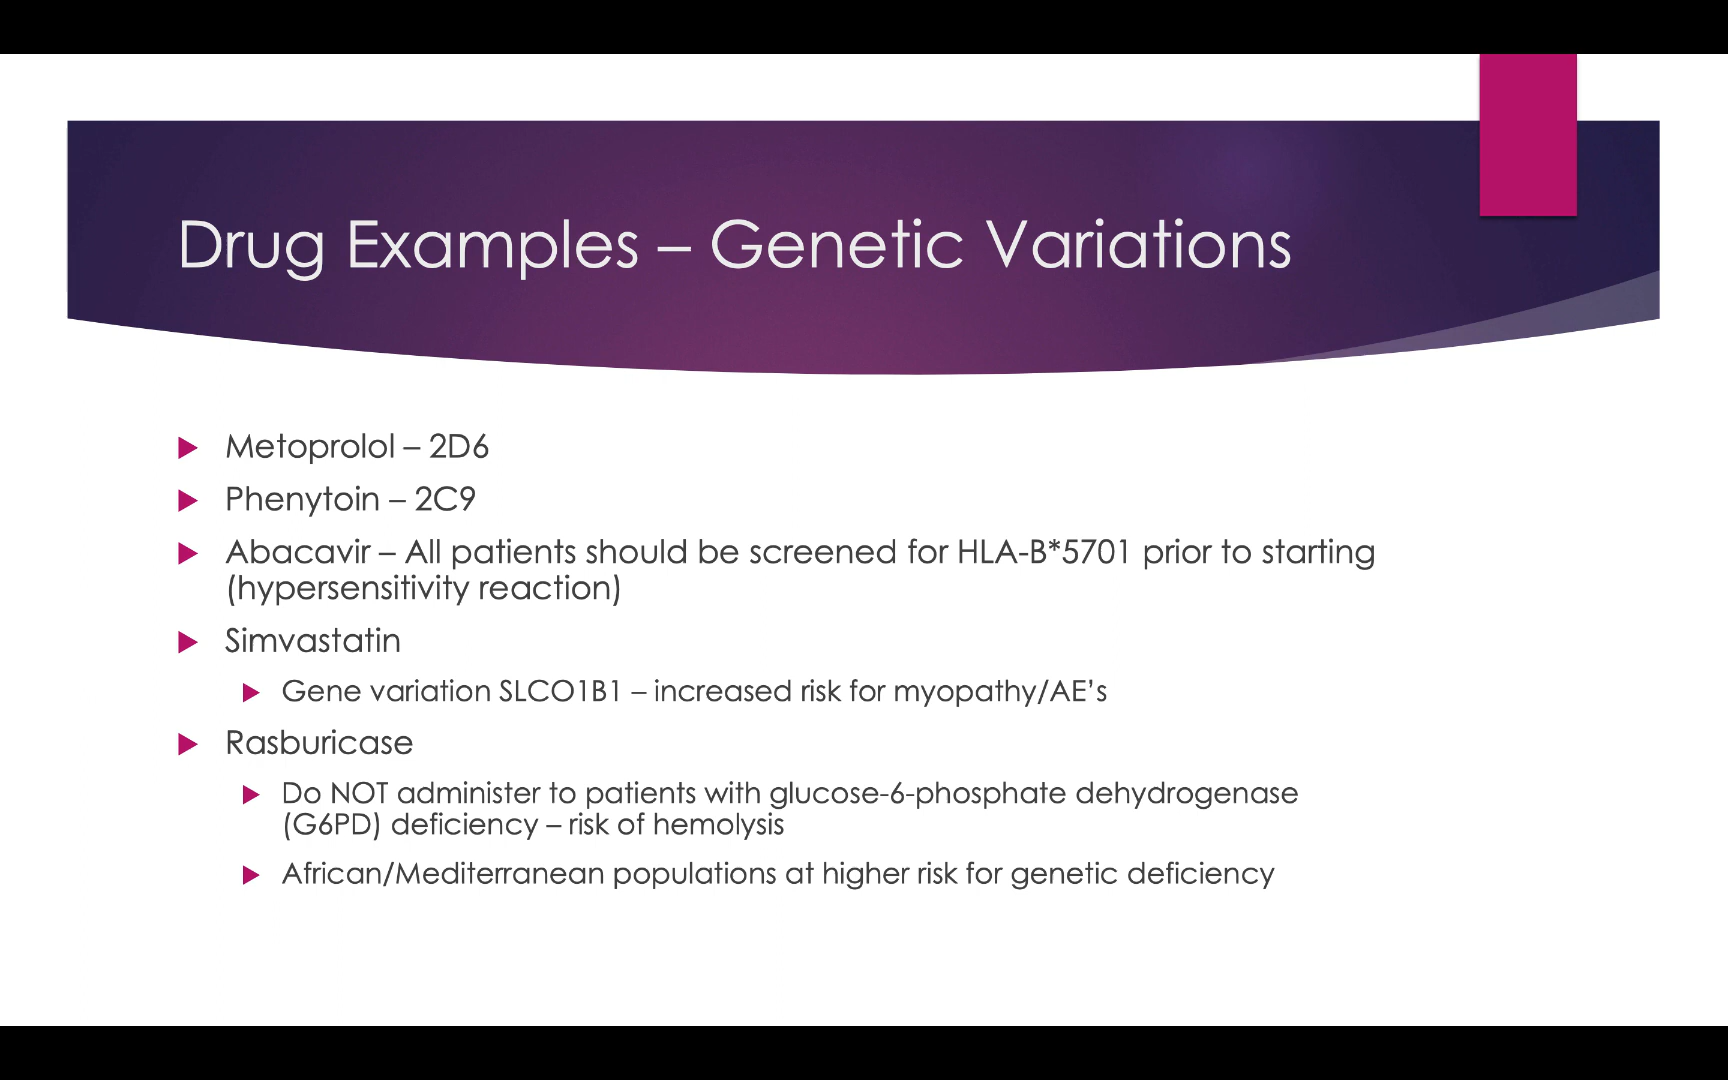 Drug Examples – Genetic Variations
Metoprolol – 2D6
Phenytoin – 2C9
Abacavir – All patients should be screened for HLA-B*5701 prior to starting
(hypersensitivity reaction)
Simvastatin
Gene variation SLCO1B1 – increased risk for myopathy/AE’s
Rasburicase
Do NOT administer to patients with glucose-6-phosphate dehydrogenase
(G6PD) deficiency – risk of hemolysis
African/Mediterranean populations at higher risk for genetic deficiency